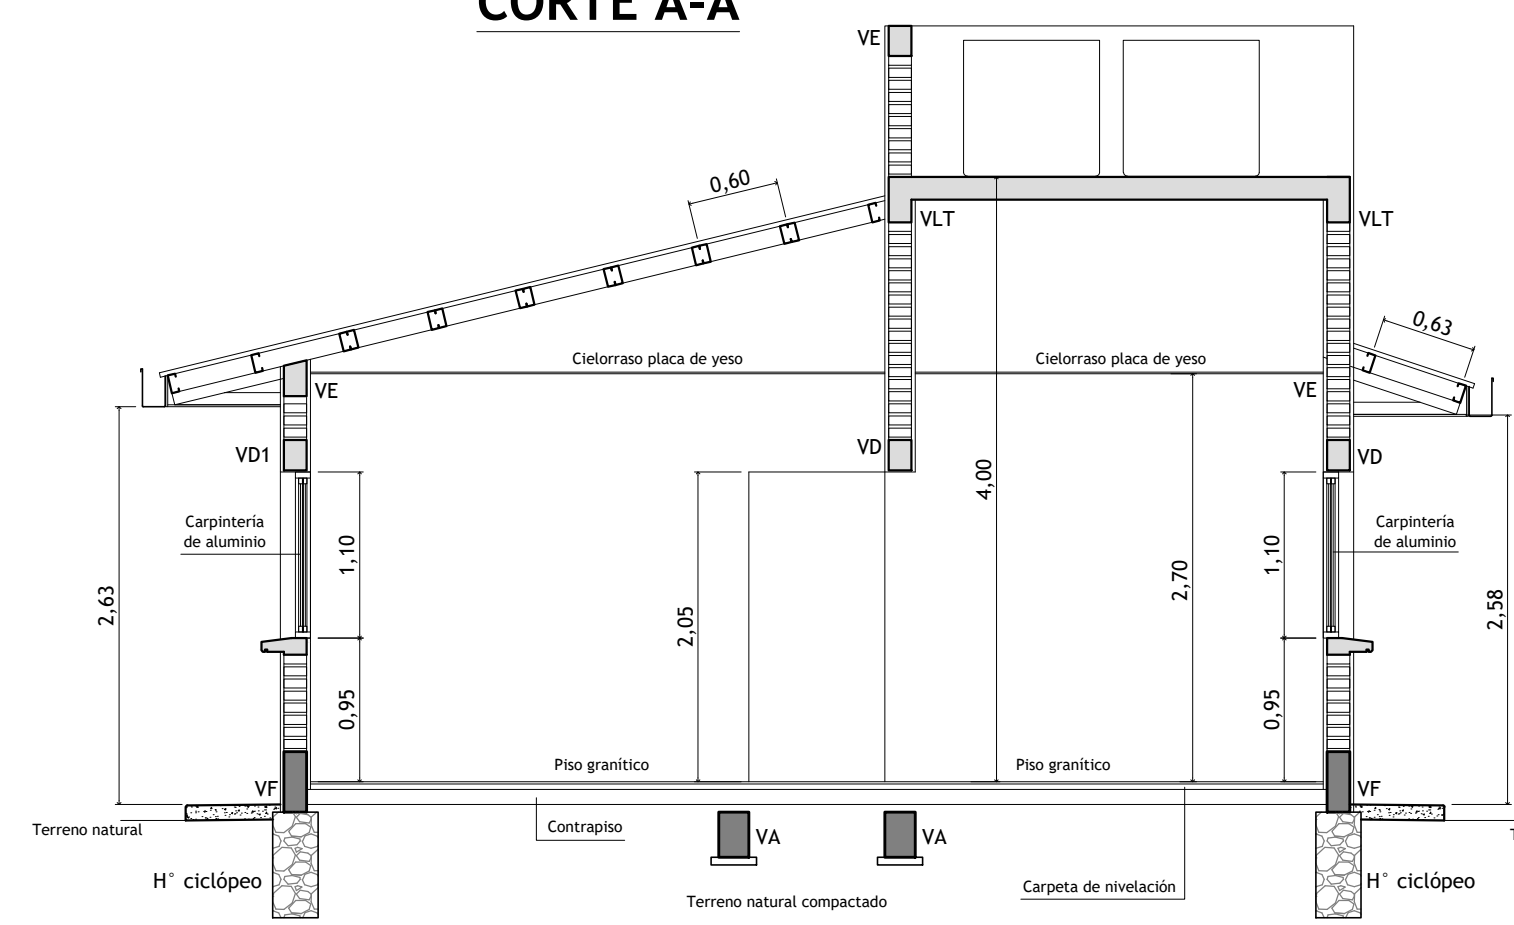 CORTE A-A
VE
0,60
VLT
VLT
0,63
Cielorraso placa de yeso
Cielorraso placa de yeso
VE
VE
VD1
VD
VD
4,00
Carpintería
de aluminio
Carpintería
de aluminio
1,10
1,10
2,70
2,63
2,05
2,58
0,95
0,95
Piso granítico
Piso granítico
VF
VF
Terreno natural
Contrapiso
VA
VA
H° ciclópeo
Carpeta de nivelación
H° ciclópeo
Terreno natural compactado